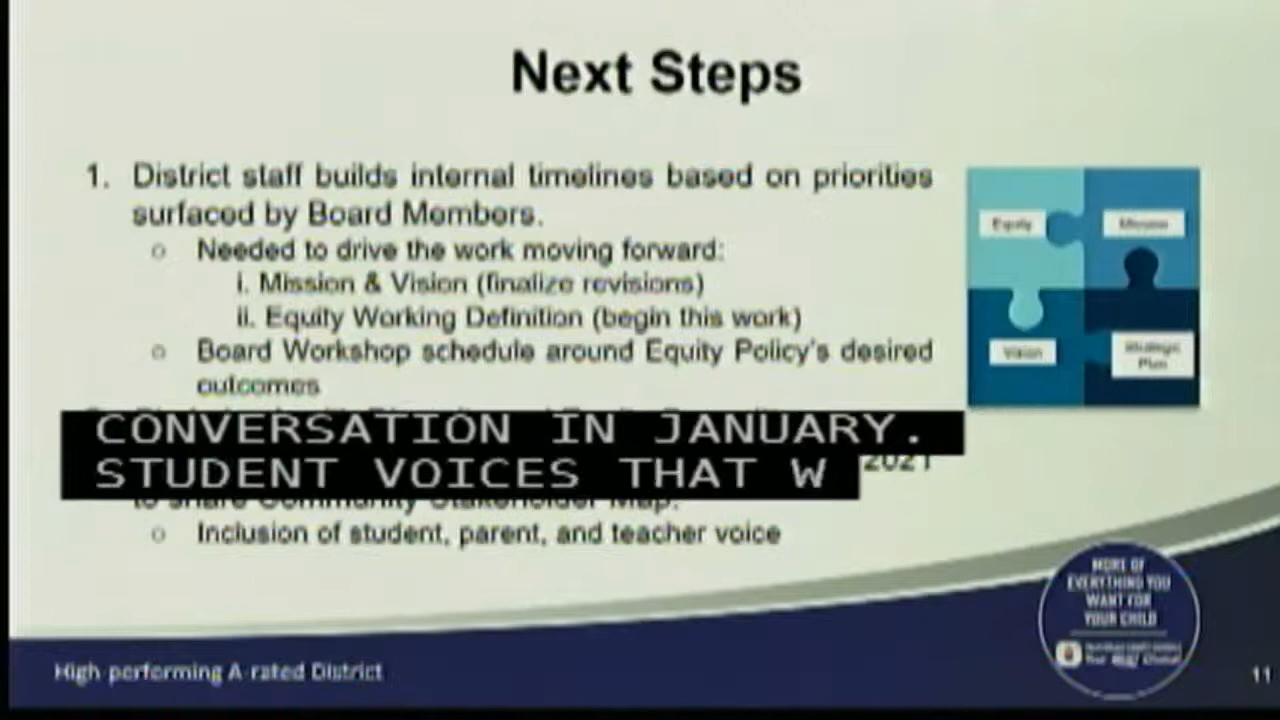 Next Steps
1. District staff builds internal timelines based on priorities
surfaced by Board Members.
○ Needed to drive the work moving forward:
i. Mission & Vision (finalize revisions)
ii. Equity Working Definition (begin this work)
○ Board Workshop schedule around Equity Policy's desired
outcomes
CONVERSATION IN JANUARY.
STUDENT VOICES THAT W
2021
to share Community Stakeholder Map.
○ Inclusion of student, parent, and teacher voice
Equity
Mission
Vision
Strategic
Plan
MORE OF
EVERYTHING YOU
WANT FOR
YOUR CHILD
Your BEST Choice!
High-performing A-rated District
11